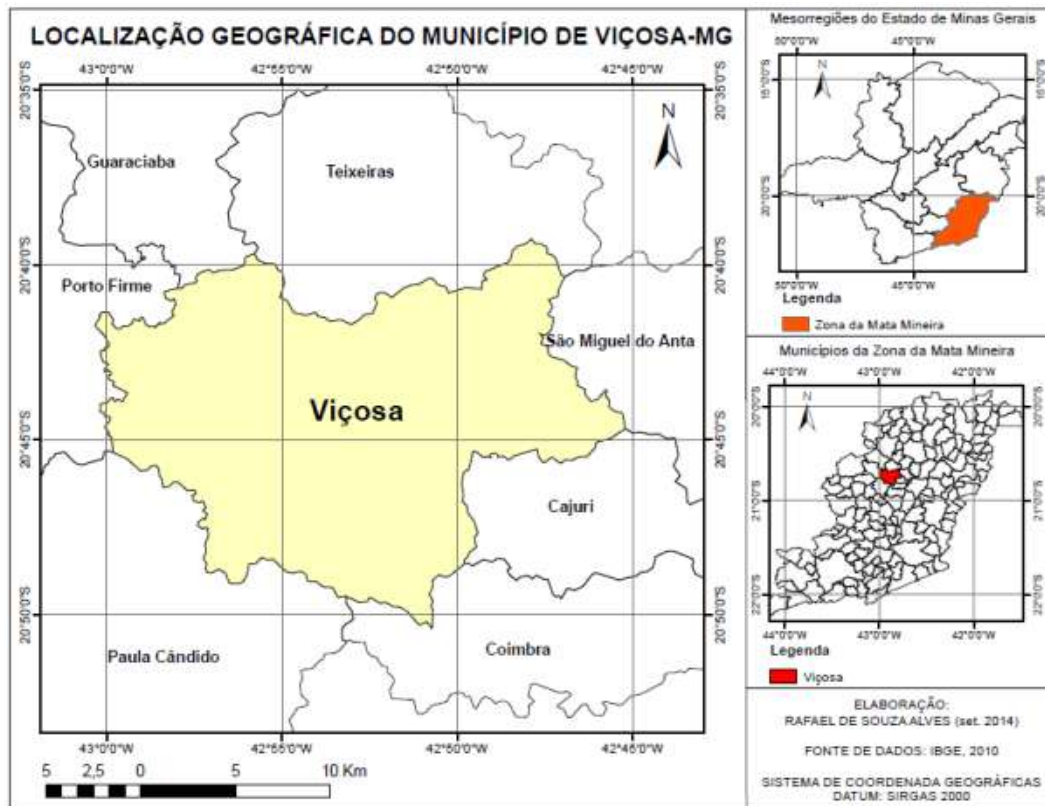 LOCALIZAÇÃO GEOGRÁFICA DO MUNICÍPIO DE VIÇOSA-MG
43°0'0"W 42°55'0"W 42°50'0"W 42°45'0"W
20°35'0"S 20°35'0"S
N
Guaraciaba
Teixeiras
20°40'0"S 20°40'0"S
Porto Firme
São Miguel do Anta
Viçosa
20°45'0"S 20°45'0"S
Cajuri
20°50'0"S 20°50'0"S
Paula Cândido
Coimbra
43°0'0"W 42°55'0"W 42°50'0"W 42°45'0"W
5 2,5 0 5 10 Km
Mesorregiões do Estado de Minas Gerais
50°0'0"W 45°0'0"W
15°0'0"S 15°0'0"S
N
20°0'0"S 20°0'0"S
50°0'0"W 45°0'0"W
Legenda
Zona da Mata Mineira
Municípios da Zona da Mata Mineira
44°0'0"W 43°0'0"W 42°0'0"W
20°0'0"S 20°0'0"S
N
21°0'0"S 21°0'0"S
22°0'0"S 22°0'0"S
44°0'0"W 43°0'0"W 42°0'0"W
Legenda
Viçosa
ELABORAÇÃO:
RAFAEL DE SOUZA ALVES (set. 2014)
FONTE DE DADOS: IBGE, 2010
SISTEMA DE COORDENADA GEOGRÁFICAS
DATUM: SIRGAS 2000